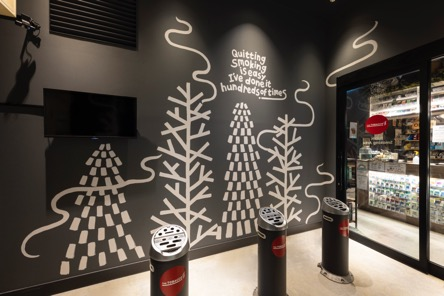 Quitting
smoking
is easy
I've done it
hundreds of times